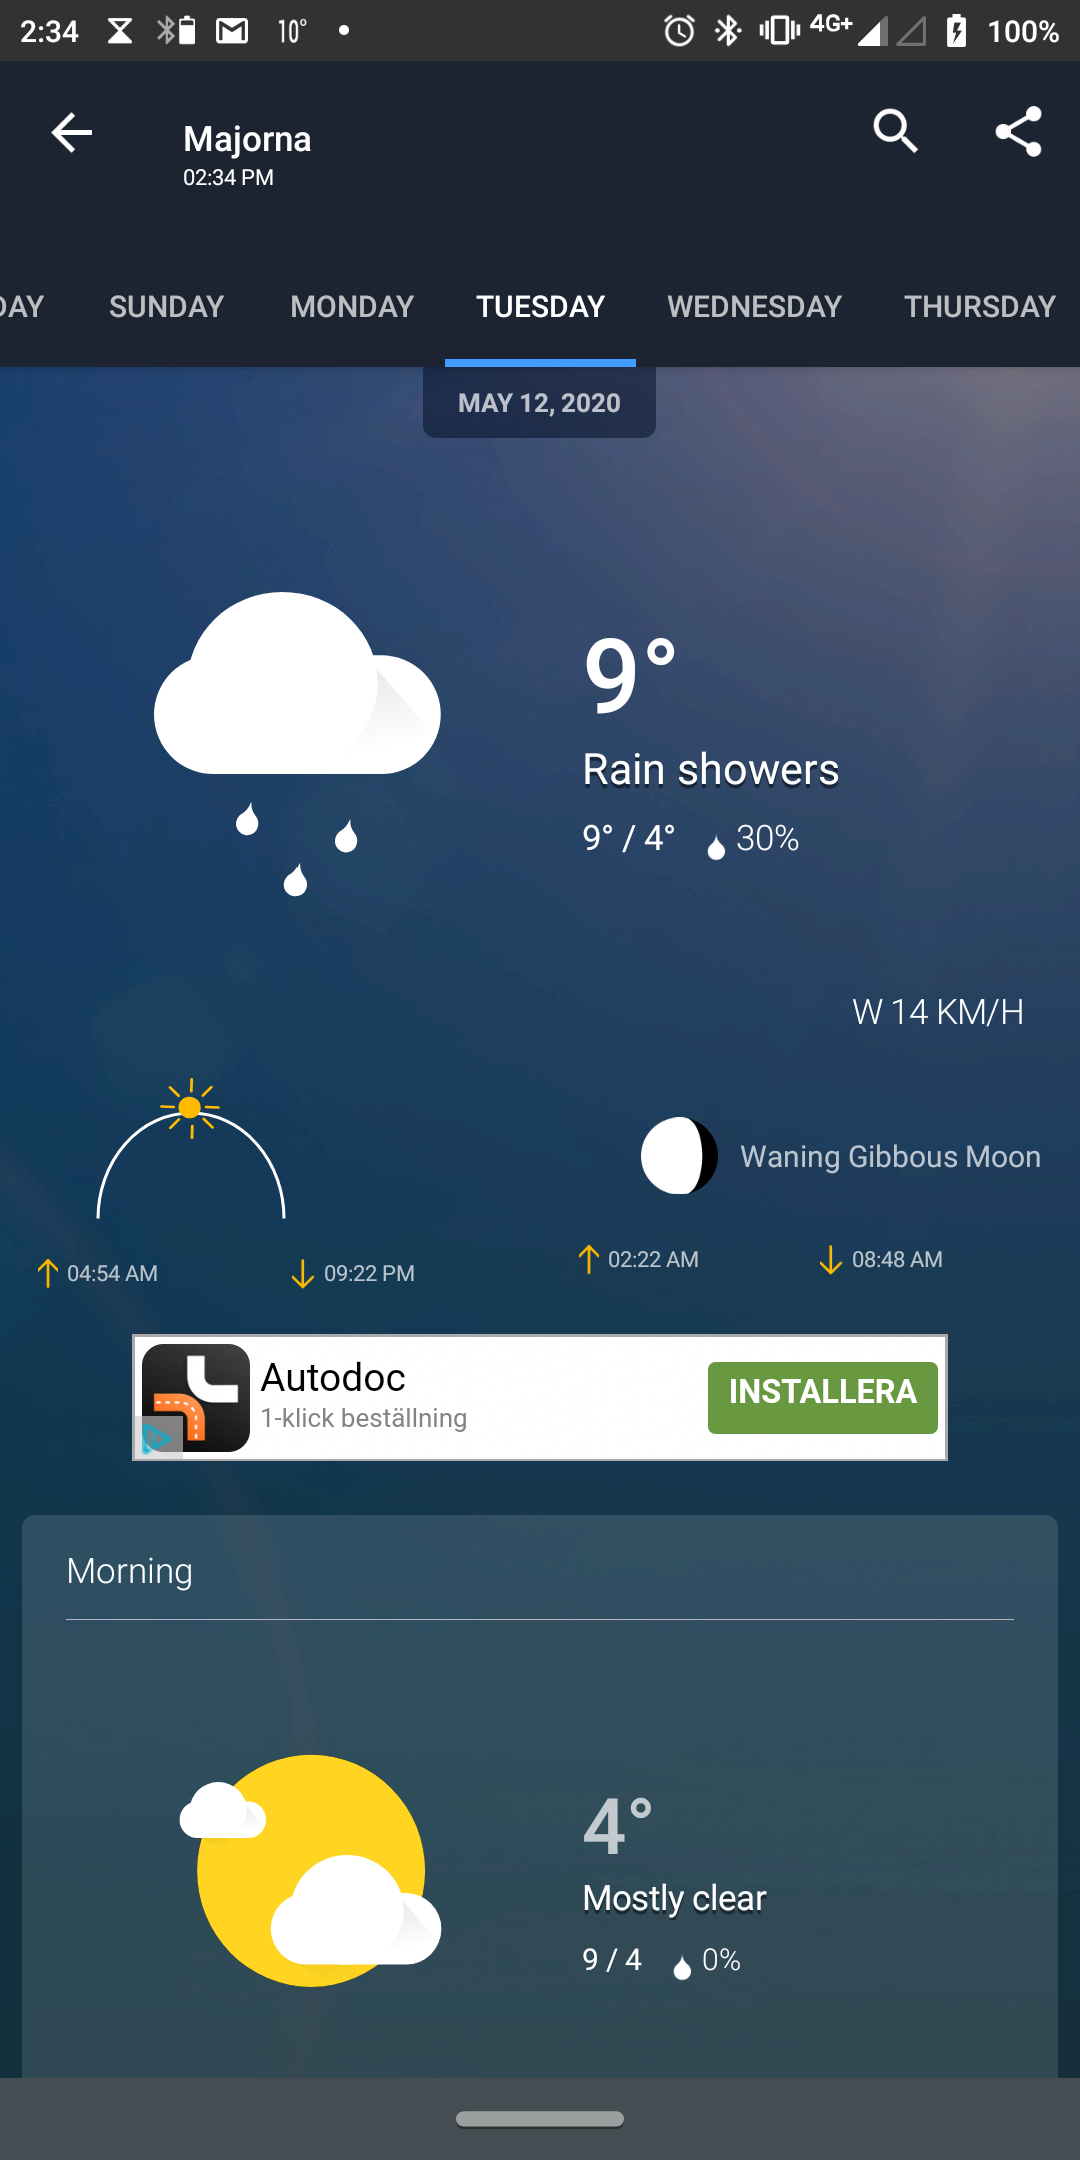 2:34 10° 4G+ 100%
Majorna
02:34 PM
DAY SUNDAY MONDAY TUESDAY WEDNESDAY THURSDAY
MAY 12, 2020
9°
Rain showers
9° / 4° 30%
W 14 KM/H
Waning Gibbous Moon
04:54 AM 09:22 PM 02:22 AM 08:48 AM
Autodoc
1-klick beställning
INSTALLERA
Morning
4°
Mostly clear
9 / 4 0%